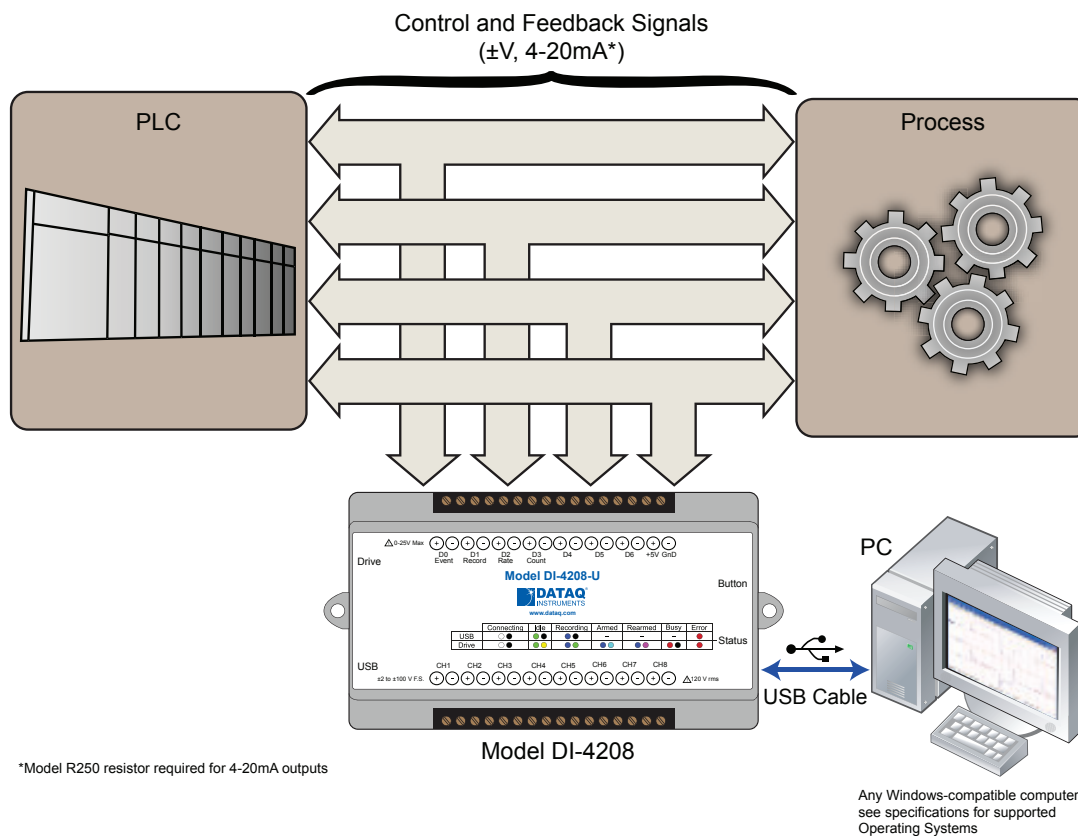 Control and Feedback Signals
(±V, 4-20mA*)
PLC
Process
⚠0-25V Max
+ - + - + - + - + - + - + - + -
D0 D1 D2 D3 D4 D5 D6 +5V GnD
Event Record Rate Count
Drive
Model DI-4208-U
Button
DATAQ
INSTRUMENTS
www.dataq.com
Connecting Idle Recording Armed Rearmed Busy Error
USB – – –
Drive
Status
USB
CH1 CH2 CH3 CH4 CH5 CH6 CH7 CH8
±2 to ±100 V F.S. + - + - + - + - + - + - + - + - ⚠120 V rms
Model DI-4208
PC
USB Cable
*Model R250 resistor required for 4-20mA outputs
Any Windows-compatible computer
see specifications for supported
Operating Systems